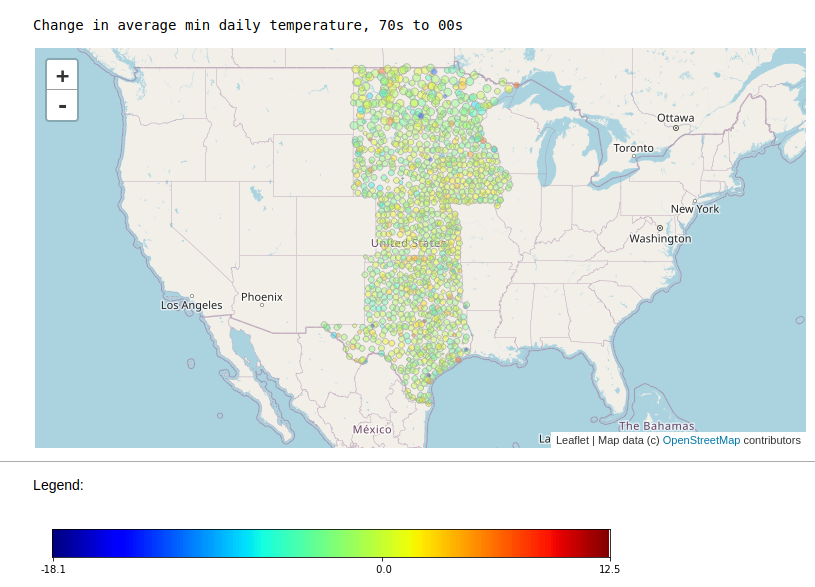 Change in average min daily temperature, 70s to 00s
+
-
Ottawa
Toronto
New York
United States
Washington
Los Angeles
Phoenix
México
The Bahamas
La
Leaflet | Map data (c) OpenStreetMap contributors
Legend:
-18.1 0.0 12.5